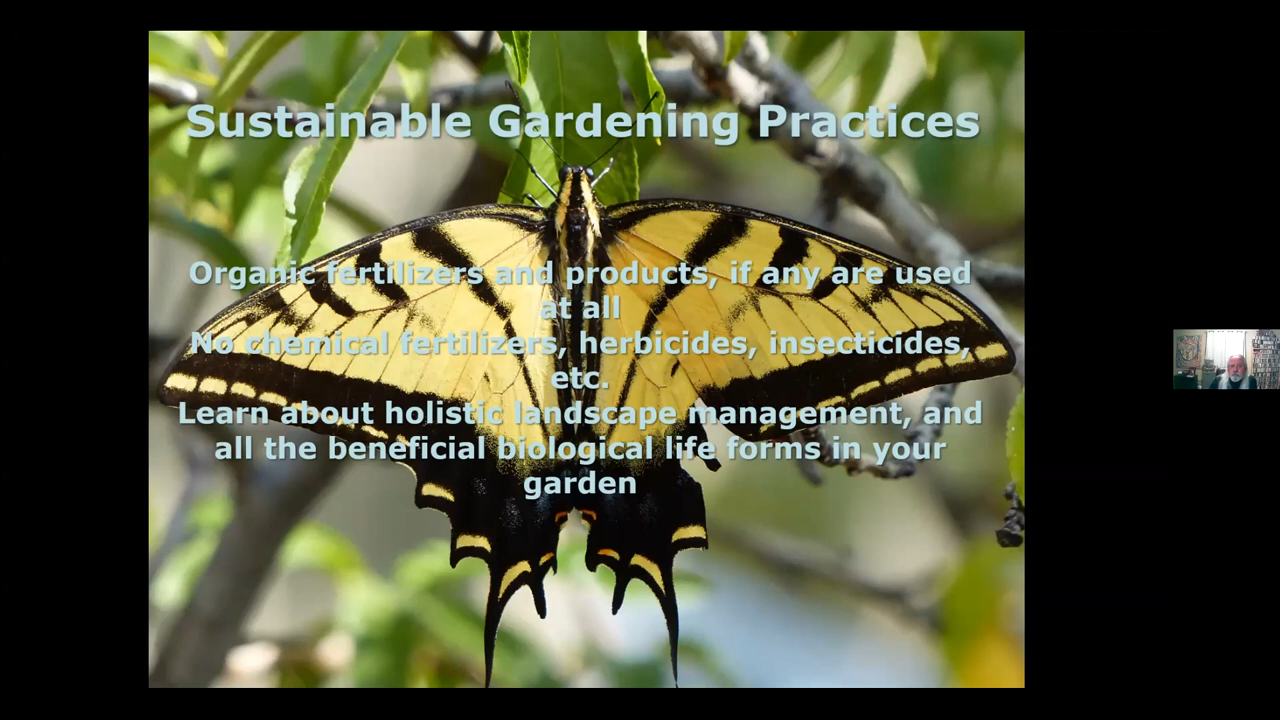 Sustainable Gardening Practices
Organic fertilizers and products, if any are used
at all
No chemical fertilizers, herbicides, insecticides,
etc.
Learn about holistic landscape management, and
all the beneficial biological life forms in your
garden